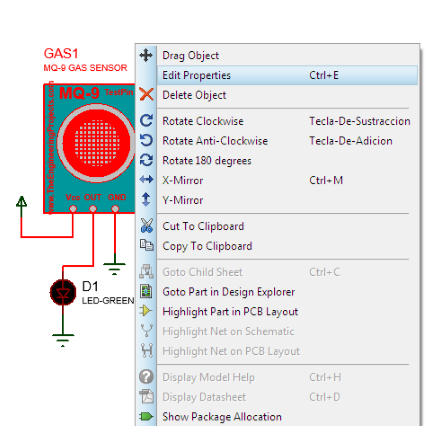 GAS1
MQ-9 GAS SENSOR
MQ-9
www.TheEngineeringProjects.com
Vcc OUT GND
D1
LED-GREEN
Drag Object
Edit Properties Ctrl+E
Delete Object
Rotate Clockwise Tecla-De-Sustraccion
Rotate Anti-Clockwise Tecla-De-Adicion
Rotate 180 degrees
X-Mirror Ctrl+M
Y-Mirror
Cut To Clipboard
Copy To Clipboard
Goto Child Sheet Ctrl+C
Goto Part in Design Explorer
Highlight Part in PCB Layout
Highlight Net on Schematic
Highlight Net on PCB Layout
Display Model Help Ctrl+H
Display Datasheet Ctrl+D
Show Package Allocation